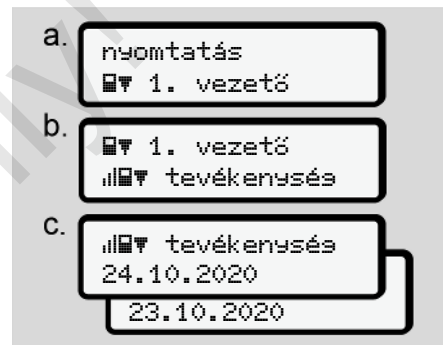 a.
nyomtatás
1. vezető
b.
1. vezető
tevékenység
c.
tevékenység
24.10.2020
23.10.2020